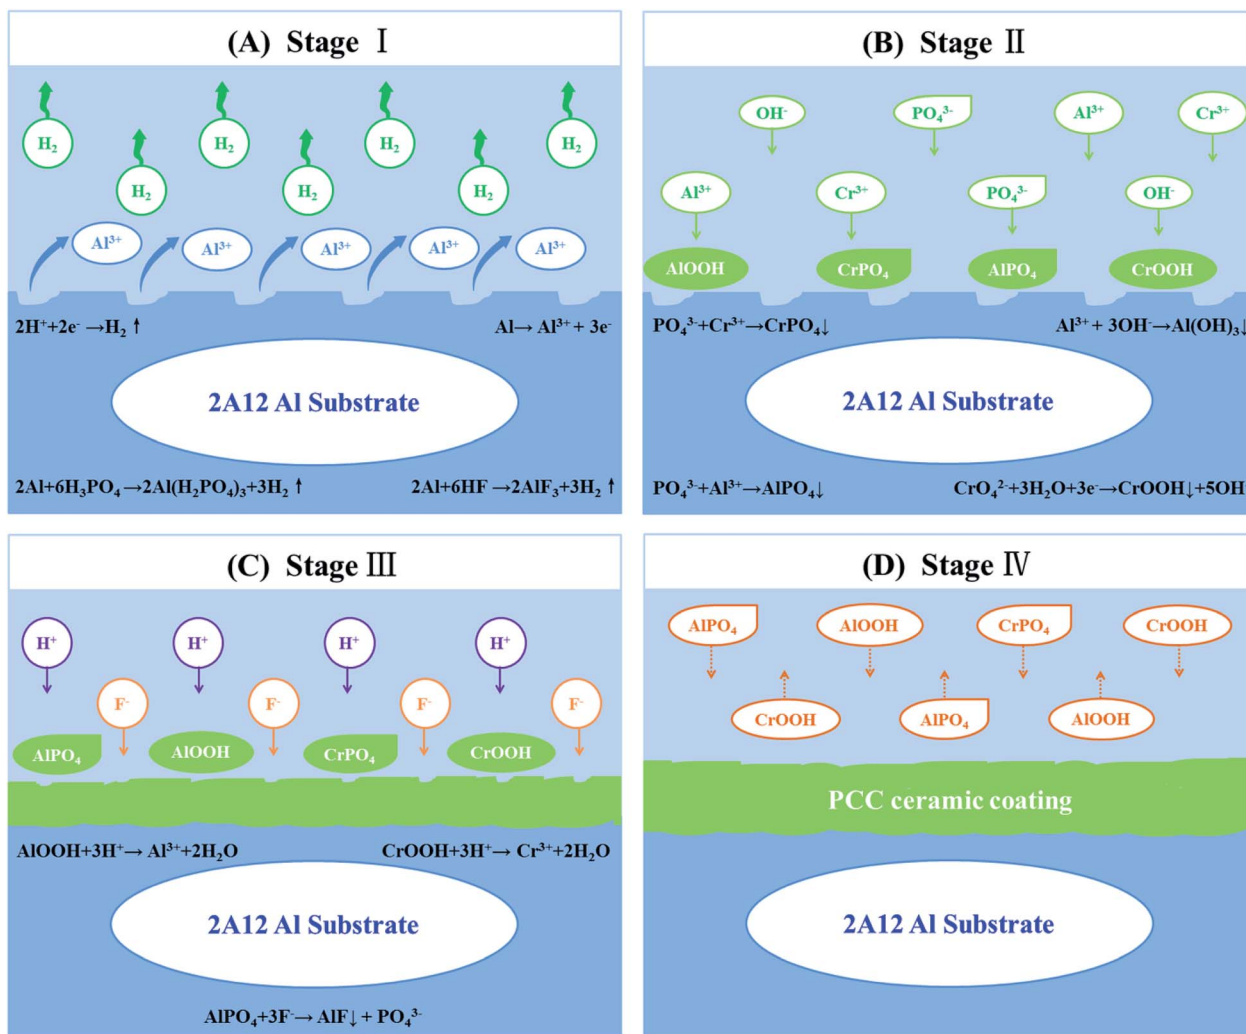 (A) Stage Ⅰ
H₂ H₂ H₂ H₂
H₂ H₂ H₂
Al³⁺ Al³⁺ Al³⁺ Al³⁺ Al³⁺
2H⁺+2e⁻ →H₂ ↑ Al→ Al³⁺ + 3e⁻
2A12 Al Substrate
2Al+6H₃PO₄→2Al(H₂PO₄)₃+3H₂ ↑ 2Al+6HF →2AlF₃+3H₂ ↑
(B) Stage Ⅱ
OH⁻ PO₄³⁻ Al³⁺ Cr³⁺
Al³⁺ Cr³⁺ PO₄³⁻ OH⁻
AlOOH CrPO₄ AlPO₄ CrOOH
PO₄³⁻+Cr³⁺→CrPO₄↓ Al³⁺ + 3OH⁻→Al(OH)₃↓
2A12 Al Substrate
PO₄³⁻+Al³⁺→AlPO₄↓ CrO₄²⁻+3H₂O+3e⁻→CrOOH↓+5OH⁻
(C) Stage Ⅲ
H⁺ H⁺ H⁺ H⁺
F⁻ F⁻ F⁻ F⁻
AlPO₄ AlOOH CrPO₄ CrOOH
AlOOH+3H⁺→ Al³⁺+2H₂O CrOOH+3H⁺→ Cr³⁺+2H₂O
2A12 Al Substrate
AlPO₄+3F⁻→ AlF↓ + PO₄³⁻
(D) Stage Ⅳ
AlPO₄ AlOOH CrPO₄ CrOOH
CrOOH AlPO₄ AlOOH
PCC ceramic coating
2A12 Al Substrate